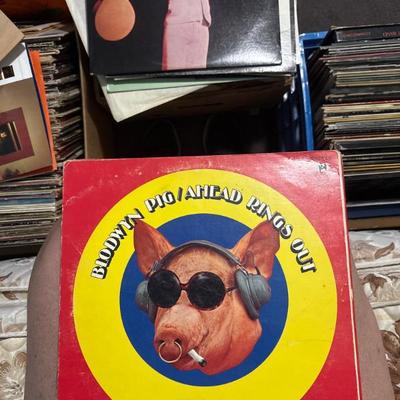 BLODWYN PIG/AHEAD RINGS OUT